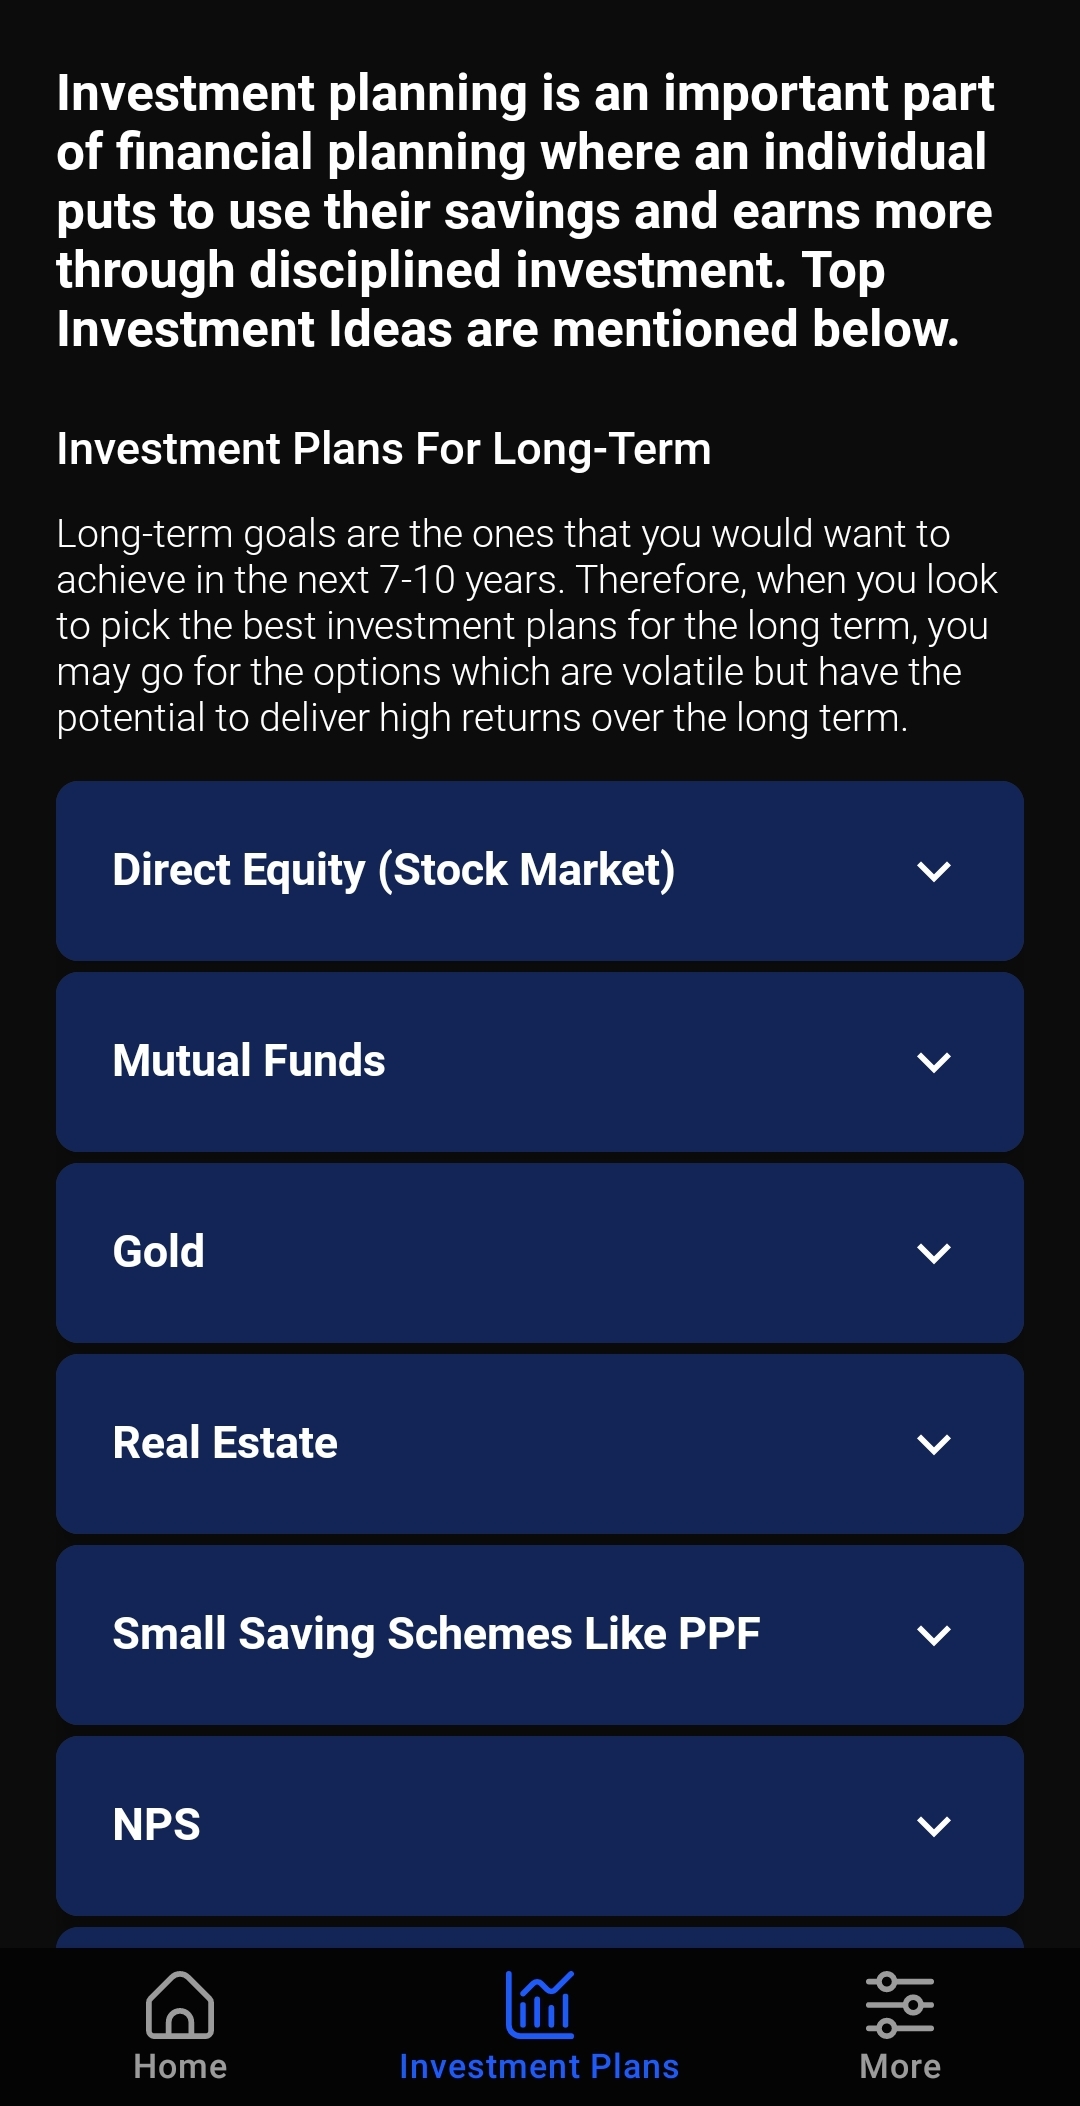 Investment planning is an important part
of financial planning where an individual
puts to use their savings and earns more
through disciplined investment. Top
Investment Ideas are mentioned below.
Investment Plans For Long-Term
Long-term goals are the ones that you would want to
achieve in the next 7-10 years. Therefore, when you look
to pick the best investment plans for the long term, you
may go for the options which are volatile but have the
potential to deliver high returns over the long term.
Direct Equity (Stock Market)
Mutual Funds
Gold
Real Estate
Small Saving Schemes Like PPF
NPS
Home
Investment Plans
More